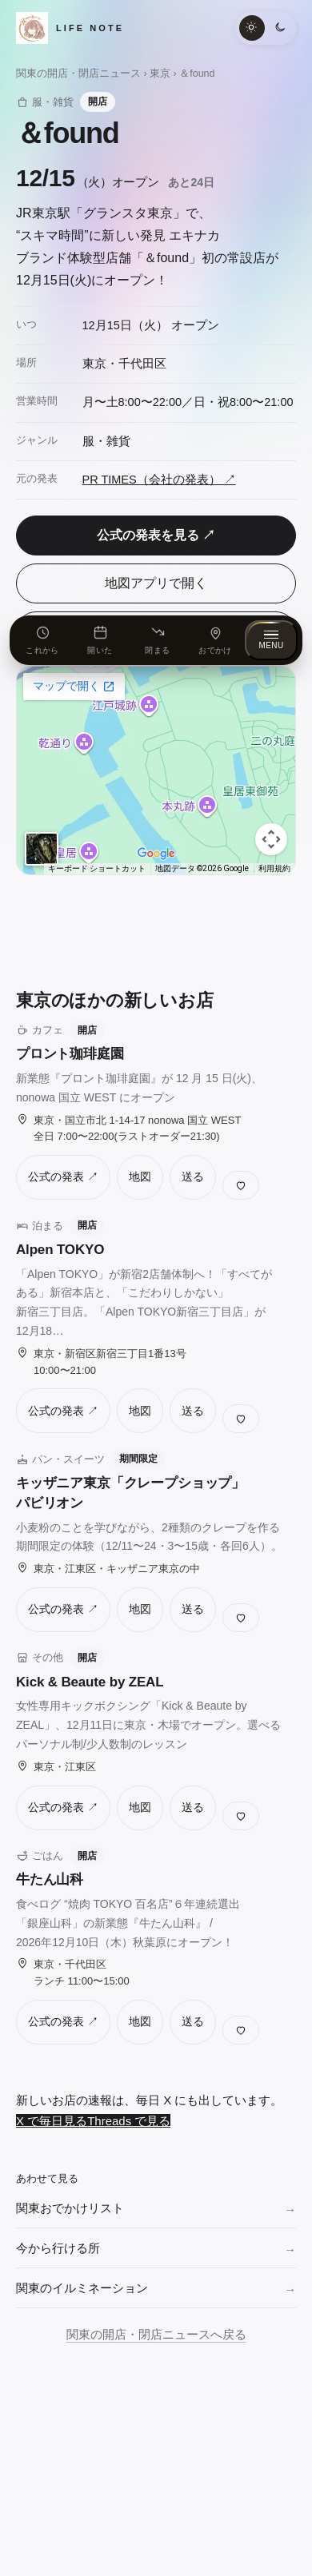 LIFE NOTE
関東の開店・閉店ニュース › 東京 › ＆found
服・雑貨 開店
＆found
12/15（火）オープン あと24日
JR東京駅「グランスタ東京」で、
“スキマ時間”に新しい発見 エキナカ
ブランド体験型店舗「＆found」初の常設店が
12月15日(火)にオープン！
いつ 12月15日（火） オープン
場所 東京・千代田区
営業時間 月〜土8:00〜22:00／日・祝8:00〜21:00
ジャンル 服・雑貨
元の発表 PR TIMES（会社の発表） ↗
公式の発表を見る ↗
地図アプリで開く
これから 開いた 閉まる おでかけ MENU
マップで開く
江戸城跡
乾通り
二の丸庭
皇居東御苑
本丸跡
皇居
Google
キーボード ショートカット 地図データ ©2026 Google 利用規約
東京のほかの新しいお店
カフェ 開店
プロント珈琲庭園
新業態『プロント珈琲庭園』が 12 月 15 日(火)、
nonowa 国立 WEST にオープン
東京・国立市北 1-14-17 nonowa 国立 WEST
全日 7:00〜22:00(ラストオーダー21:30)
公式の発表 ↗ 地図 送る
泊まる 開店
Alpen TOKYO
「Alpen TOKYO」が新宿2店舗体制へ！「すべてが
ある」新宿本店と、「こだわりしかない」
新宿三丁目店。「Alpen TOKYO新宿三丁目店」が
12月18…
東京・新宿区新宿三丁目1番13号
10:00〜21:00
公式の発表 ↗ 地図 送る
パン・スイーツ 期間限定
キッザニア東京「クレープショップ」
パビリオン
小麦粉のことを学びながら、2種類のクレープを作る
期間限定の体験（12/11〜24・3〜15歳・各回6人）。
東京・江東区・キッザニア東京の中
公式の発表 ↗ 地図 送る
その他 開店
Kick & Beaute by ZEAL
女性専用キックボクシング「Kick & Beaute by
ZEAL」、12月11日に東京・木場でオープン。選べる
パーソナル制/少人数制のレッスン
東京・江東区
公式の発表 ↗ 地図 送る
ごはん 開店
牛たん山科
食べログ “焼肉 TOKYO 百名店”６年連続選出
「銀座山科」の新業態『牛たん山科』 /
2026年12月10日（木）秋葉原にオープン！
東京・千代田区
ランチ 11:00〜15:00
公式の発表 ↗ 地図 送る
新しいお店の速報は、毎日 X にも出しています。
X で毎日見るThreads で見る
あわせて見る
関東おでかけリスト →
今から行ける所 →
関東のイルミネーション →
関東の開店・閉店ニュースへ戻る